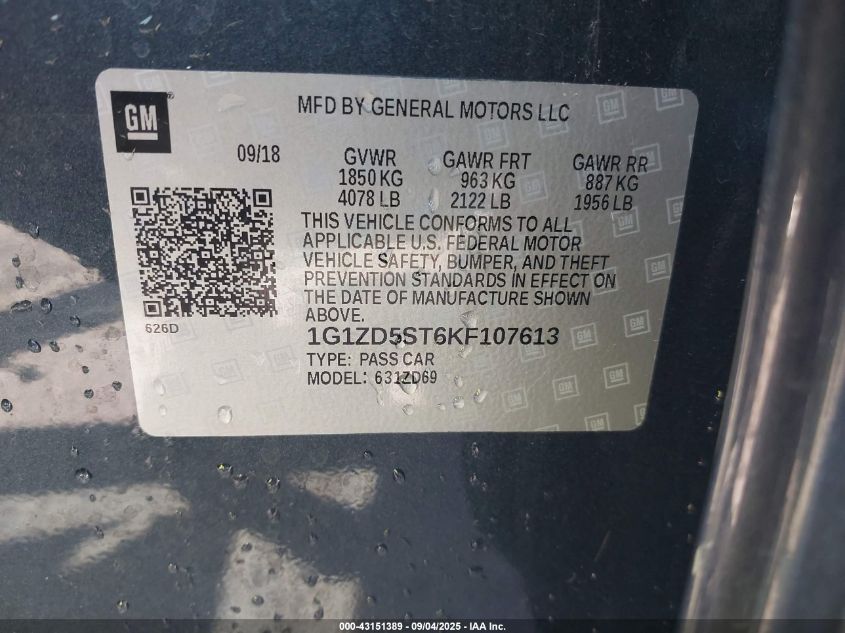 GM
MFD BY GENERAL MOTORS LLC
09/18 GVWR GAWR FRT GAWR RR
1850 KG 963 KG 887 KG
4078 LB 2122 LB 1956 LB
THIS VEHICLE CONFORMS TO ALL
APPLICABLE U.S. FEDERAL MOTOR
VEHICLE SAFETY, BUMPER, AND THEFT
PREVENTION STANDARDS IN EFFECT ON
THE DATE OF MANUFACTURE SHOWN
ABOVE.
626D
1G1ZD5ST6KF107613
TYPE: PASS CAR
MODEL: 631ZD69
000-43151389 - 09/04/2025 - IAA Inc.